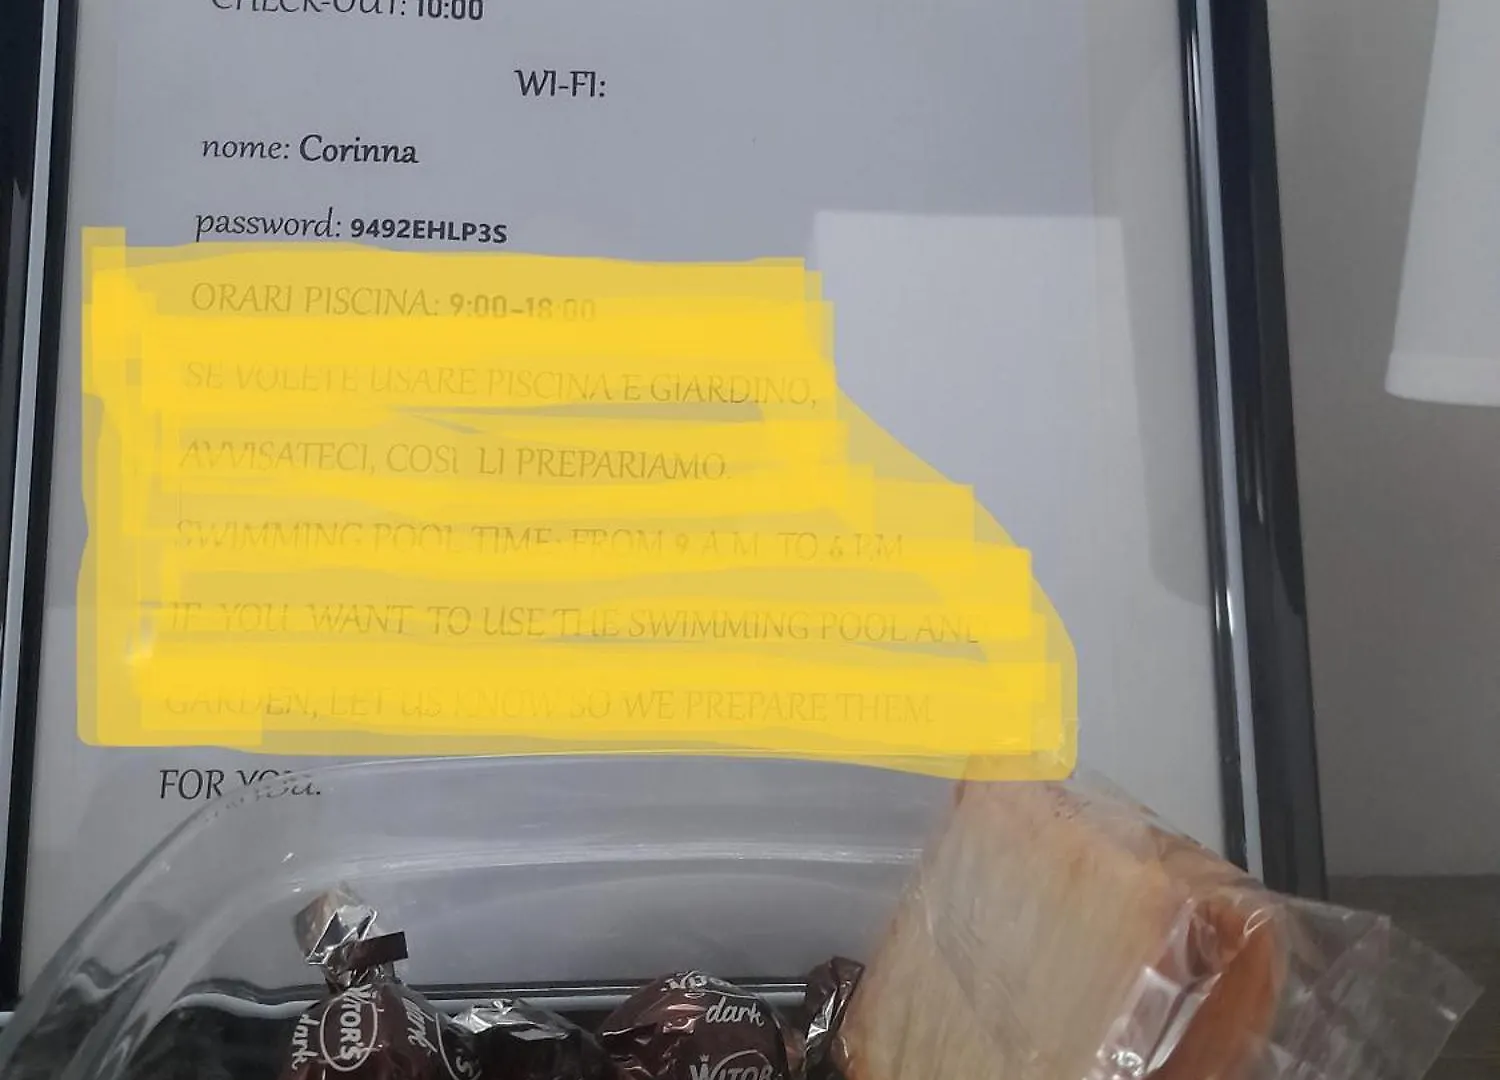 CHECK-OUT: 10:00
WI-FI:
nome: Corinna
password: 9492EHLP3S
ORARI PISCINA: 9:00-18:00
SE VOLETE USARE PISCINA E GIARDINO,
AVVISATECI, COSI LI PREPARIAMO.
SWIMMING POOL TIME: FROM 9 A.M. TO 6 P.M.
IF YOU WANT TO USE THE SWIMMING POOL AND
GARDEN, LET US KNOW SO WE PREPARE THEM
FOR YOU.
WITOR'S
dark
dark
WITOR'S